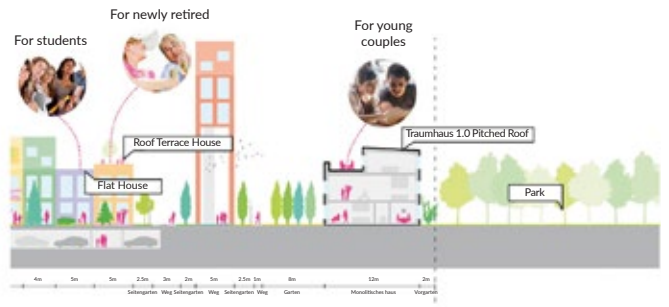 For newly retired
For students
For young
couples
Roof Terrace House
Traumhaus 1.0 Pitched Roof
Flat House
Park
4m 5m 5m 2.5m 3m 2m 5m 2.5m 1m 8m 12m 2m
Seitengarten Weg Seitengarten Weg Seitengarten Weg Garten Monolitisches haus Vorgarten